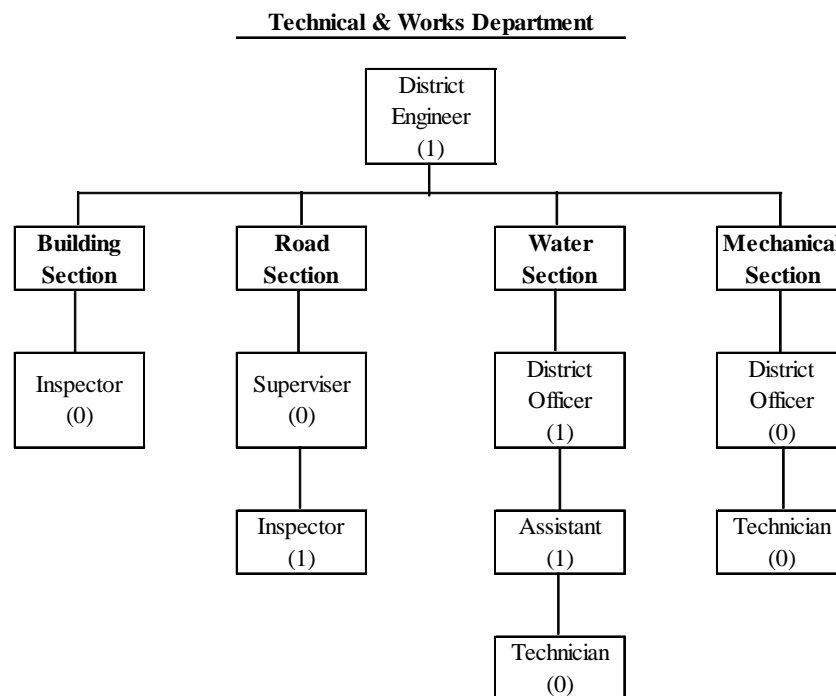 Technical & Works Department
District
Engineer
(1)
Building
Section
Road
Section
Water
Section
Mechanical
Section
Inspector
(0)
Superviser
(0)
District
Officer
(1)
District
Officer
(0)
Inspector
(1)
Assistant
(1)
Technician
(0)
Technician
(0)